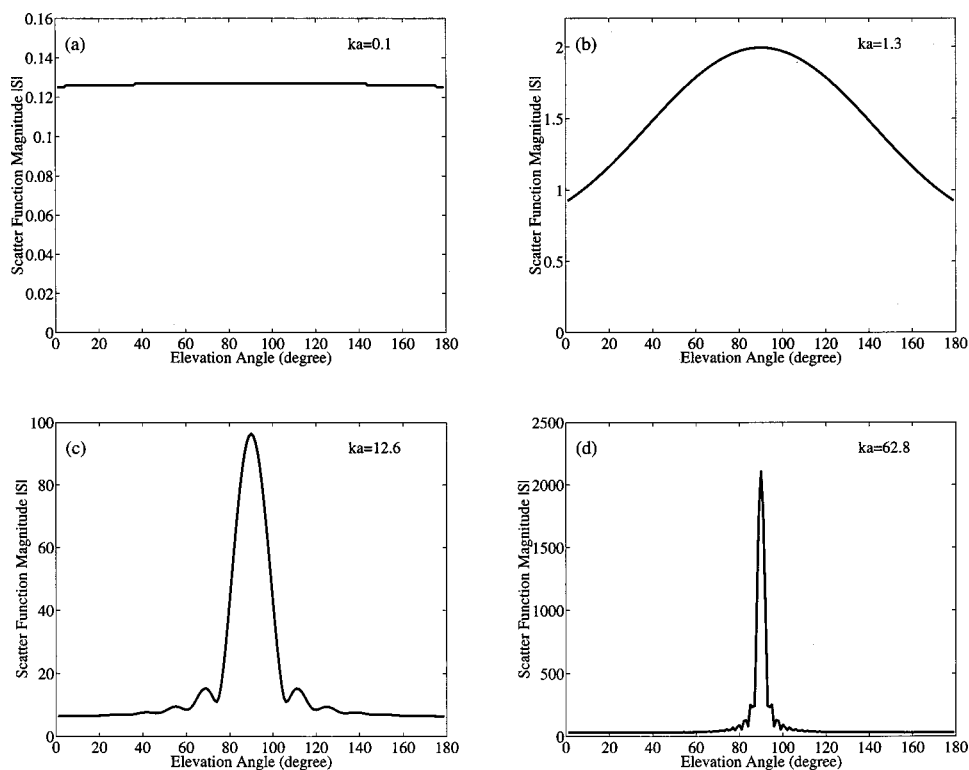 (a) ka=0.1
Scatter Function Magnitude |S|
0.16
0.14
0.12
0.1
0.08
0.06
0.04
0.02
0
0 20 40 60 80 100 120 140 160 180
Elevation Angle (degree)
(b) ka=1.3
Scatter Function Magnitude |S|
2
1.5
1
0.5
0
0 20 40 60 80 100 120 140 160 180
Elevation Angle (degree)
(c) ka=12.6
Scatter Function Magnitude |S|
100
80
60
40
20
0
0 20 40 60 80 100 120 140 160 180
Elevation Angle (degree)
(d) ka=62.8
Scatter Function Magnitude |S|
2500
2000
1500
1000
500
0
0 20 40 60 80 100 120 140 160 180
Elevation Angle (degree)